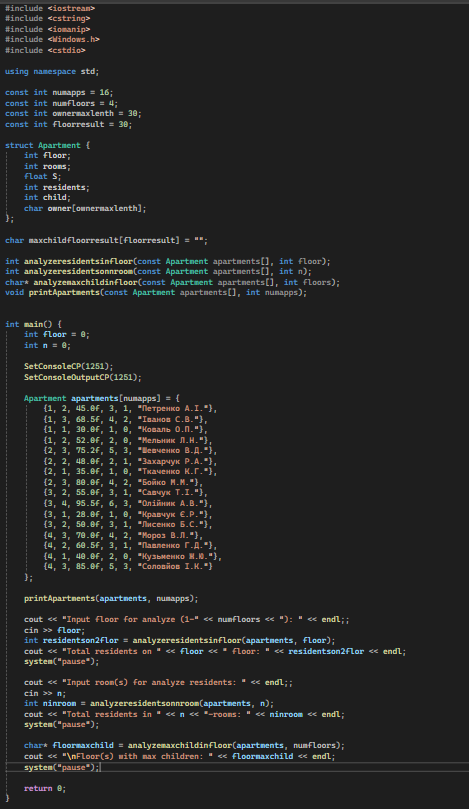 #include <iostream>
#include <cstring>
#include <iomanip>
#include <Windows.h>
#include <cstdio>

using namespace std;

const int numapps = 16;
const int numfloors = 4;
const int ownermaxlenth = 30;
const int floorresult = 30;

struct Apartment {
    int floor;
    int rooms;
    float S;
    int residents;
    int child;
    char owner[ownermaxlenth];
};

char maxchildfloorresult[floorresult] = "";

int analyzeresidentsinfloor(const Apartment apartments[], int floor);
int analyzeresidentsonnroom(const Apartment apartments[], int n);
char* analyzemaxchildinfloor(const Apartment apartments[], int floors);
void printApartments(const Apartment apartments[], int numapps);


int main() {
    int floor = 0;
    int n = 0;

    SetConsoleCP(1251);
    SetConsoleOutputCP(1251);

    Apartment apartments[numapps] = {
        {1, 2, 45.0f, 3, 1, "Петренко А.І."},
        {1, 3, 68.5f, 4, 2, "Іванов С.В."},
        {1, 1, 30.0f, 1, 0, "Коваль О.П."},
        {1, 2, 52.0f, 2, 0, "Мельник Л.Н."},
        {2, 3, 75.2f, 5, 3, "Шевченко В.Д."},
        {2, 2, 48.0f, 2, 1, "Захарчук Р.А."},
        {2, 1, 35.0f, 1, 0, "Ткаченко К.Г."},
        {2, 3, 80.0f, 4, 2, "Бойко М.М."},
        {3, 2, 55.0f, 3, 1, "Савчук Т.І."},
        {3, 4, 95.5f, 6, 3, "Олійник А.В."},
        {3, 1, 28.0f, 1, 0, "Кравчук Є.Р."},
        {3, 2, 50.0f, 3, 1, "Лисенко Б.С."},
        {4, 3, 70.0f, 4, 2, "Мороз В.Л."},
        {4, 2, 60.5f, 3, 1, "Павленко Г.Д."},
        {4, 1, 40.0f, 2, 0, "Кузьменко Ю.Ю."},
        {4, 3, 85.0f, 5, 3, "Соловйов І.К."}
    };

    printApartments(apartments, numapps);

    cout << "Input floor for analyze (1-" << numfloors << "): " << endl;;
    cin >> floor;
    int residentson2flor = analyzeresidentsinfloor(apartments, floor);
    cout << "Total residents on " << floor << " floor: " << residentson2flor << endl;
    system("pause");

    cout << "Input room(s) for analyze residents: " << endl;;
    cin >> n;
    int ninroom = analyzeresidentsonnroom(apartments, n);
    cout << "Total residents in " << n << "-rooms: " << ninroom << endl;
    system("pause");

    char* floormaxchild = analyzemaxchildinfloor(apartments, numfloors);
    cout << "\nFloor(s) with max children: " << floormaxchild << endl;
    system("pause");

    return 0;
}